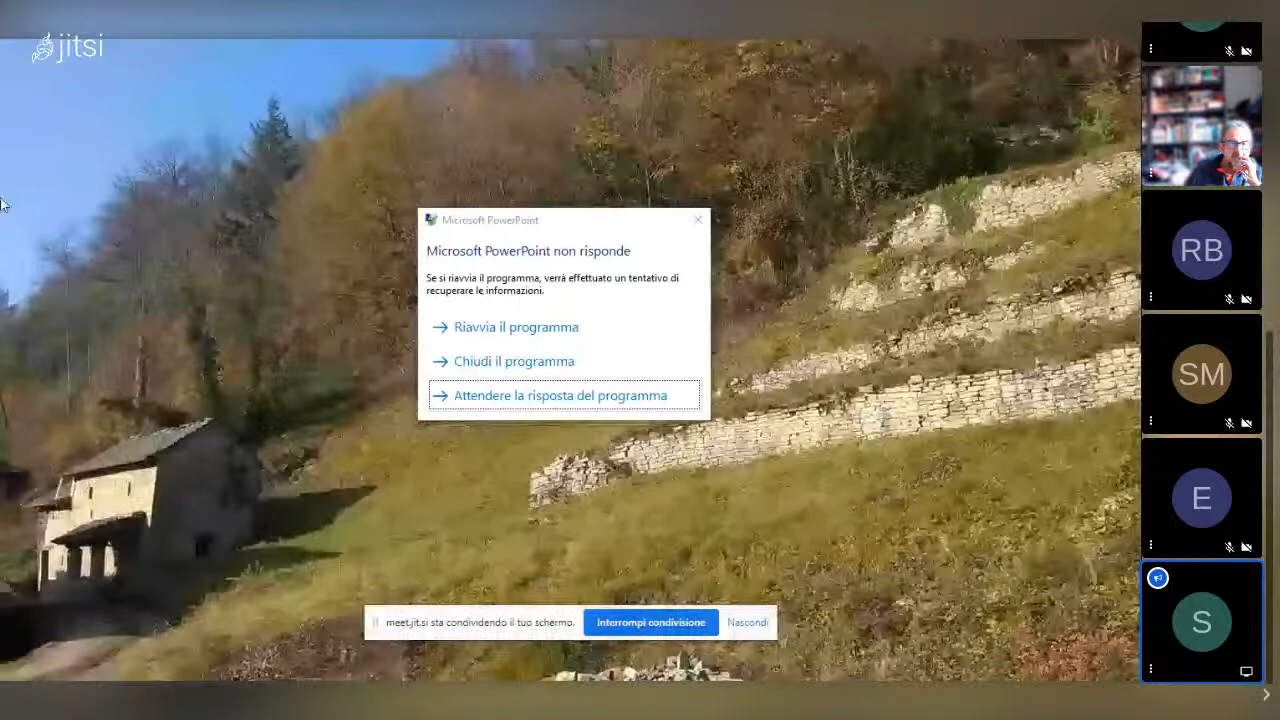 jitsi
Microsoft PowerPoint
Microsoft PowerPoint non risponde
Se si riavvia il programma, verrà effettuato un tentativo di
recuperare le informazioni.
Riavvia il programma
Chiudi il programma
Attendere la risposta del programma
meet.jit.si sta condividendo il tuo schermo.
Interrompi condivisione
Nascondi
RB
SM
E
S